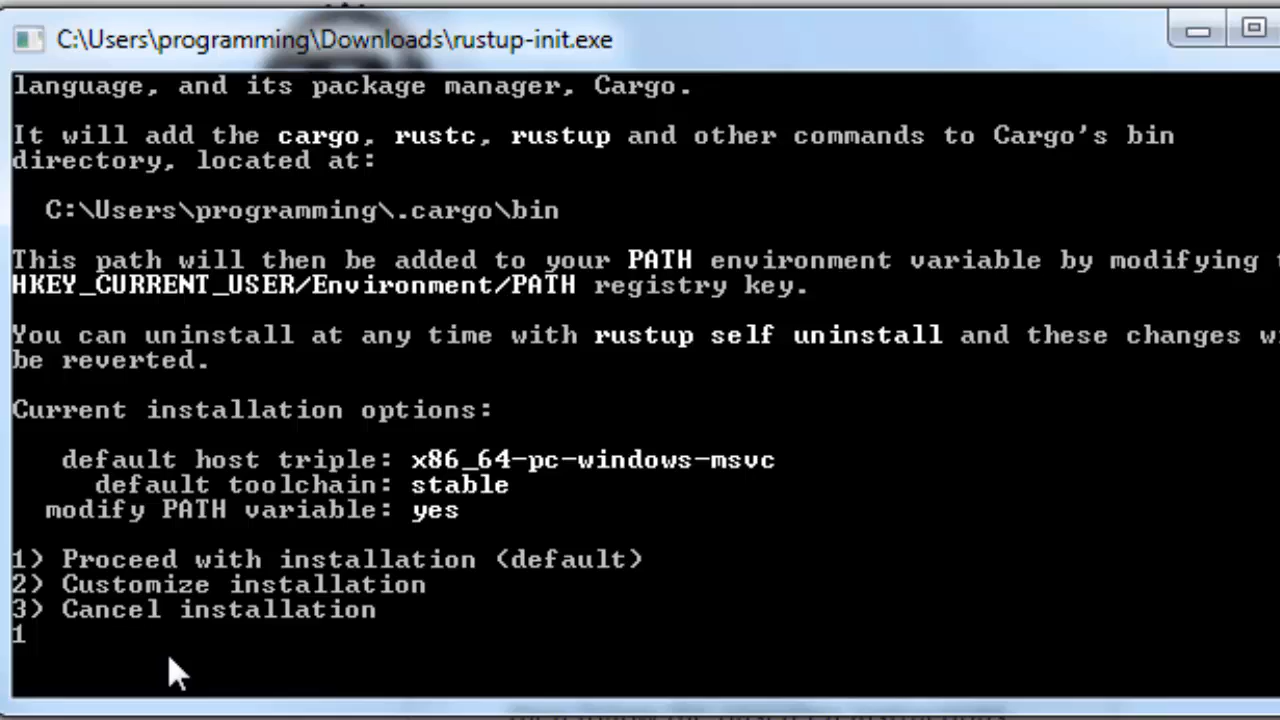 C:\Users\programming\Downloads\rustup-init.exe
language, and its package manager, Cargo.
It will add the cargo, rustc, rustup and other commands to Cargo's bin
directory, located at:
C:\Users\programming\.cargo\bin
This path will then be added to your PATH environment variable by modifying
HKEY_CURRENT_USER/Environment/PATH registry key.
You can uninstall at any time with rustup self uninstall and these changes
be reverted.
Current installation options:
default host triple: x86_64-pc-windows-msvc
default toolchain: stable
modify PATH variable: yes
1) Proceed with installation (default)
2) Customize installation
3) Cancel installation
1